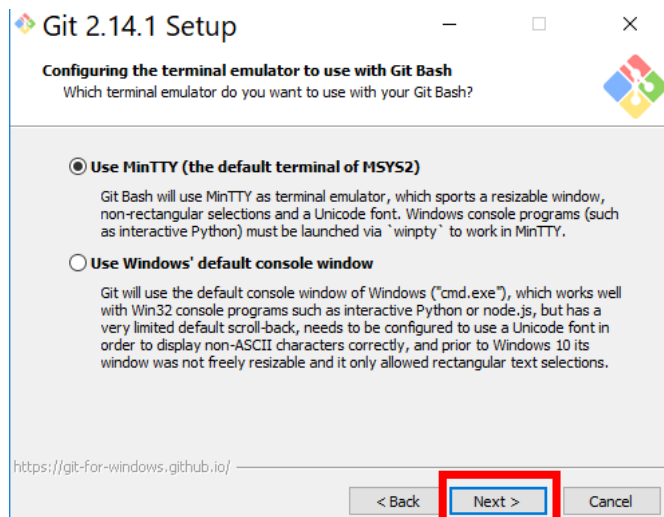 Git 2.14.1 Setup
Configuring the terminal emulator to use with Git Bash
Which terminal emulator do you want to use with your Git Bash?
Use MinTTY (the default terminal of MSYS2)
Git Bash will use MinTTY as terminal emulator, which sports a resizable window,
non-rectangular selections and a Unicode font. Windows console programs (such
as interactive Python) must be launched via `winpty` to work in MinTTY.
Use Windows' default console window
Git will use the default console window of Windows ("cmd.exe"), which works well
with Win32 console programs such as interactive Python or node.js, but has a
very limited default scroll-back, needs to be configured to use a Unicode font in
order to display non-ASCII characters correctly, and prior to Windows 10 its
window was not freely resizable and it only allowed rectangular text selections.
https://git-for-windows.github.io/
< Back
Next >
Cancel